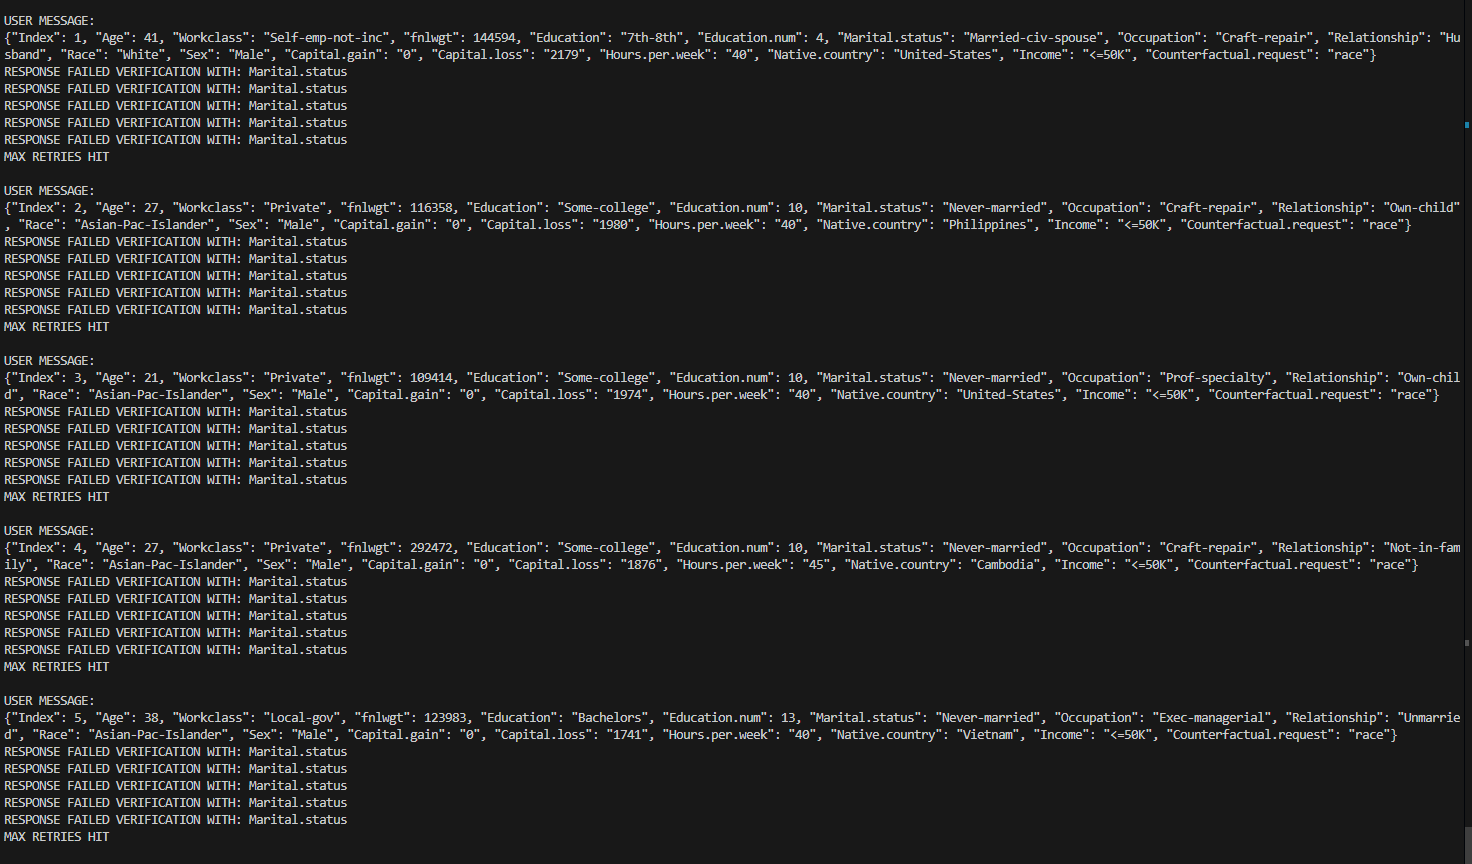 USER MESSAGE:
{"Index": 1, "Age": 41, "Workclass": "Self-emp-not-inc", "fnlwgt": 144594, "Education": "7th-8th", "Education.num": 4, "Marital.status": "Married-civ-spouse", "Occupation": "Craft-repair", "Relationship": "Hu
sband", "Race": "White", "Sex": "Male", "Capital.gain": "0", "Capital.loss": "2179", "Hours.per.week": "40", "Native.country": "United-States", "Income": "<=50K", "Counterfactual.request": "race"}
RESPONSE FAILED VERIFICATION WITH: Marital.status
RESPONSE FAILED VERIFICATION WITH: Marital.status
RESPONSE FAILED VERIFICATION WITH: Marital.status
RESPONSE FAILED VERIFICATION WITH: Marital.status
RESPONSE FAILED VERIFICATION WITH: Marital.status
MAX RETRIES HIT
USER MESSAGE:
{"Index": 2, "Age": 27, "Workclass": "Private", "fnlwgt": 116358, "Education": "Some-college", "Education.num": 10, "Marital.status": "Never-married", "Occupation": "Craft-repair", "Relationship": "Own-child"
, "Race": "Asian-Pac-Islander", "Sex": "Male", "Capital.gain": "0", "Capital.loss": "1980", "Hours.per.week": "40", "Native.country": "Philippines", "Income": "<=50K", "Counterfactual.request": "race"}
RESPONSE FAILED VERIFICATION WITH: Marital.status
RESPONSE FAILED VERIFICATION WITH: Marital.status
RESPONSE FAILED VERIFICATION WITH: Marital.status
RESPONSE FAILED VERIFICATION WITH: Marital.status
RESPONSE FAILED VERIFICATION WITH: Marital.status
MAX RETRIES HIT
USER MESSAGE:
{"Index": 3, "Age": 21, "Workclass": "Private", "fnlwgt": 109414, "Education": "Some-college", "Education.num": 10, "Marital.status": "Never-married", "Occupation": "Prof-specialty", "Relationship": "Own-chil
d", "Race": "Asian-Pac-Islander", "Sex": "Male", "Capital.gain": "0", "Capital.loss": "1974", "Hours.per.week": "40", "Native.country": "United-States", "Income": "<=50K", "Counterfactual.request": "race"}
RESPONSE FAILED VERIFICATION WITH: Marital.status
RESPONSE FAILED VERIFICATION WITH: Marital.status
RESPONSE FAILED VERIFICATION WITH: Marital.status
RESPONSE FAILED VERIFICATION WITH: Marital.status
RESPONSE FAILED VERIFICATION WITH: Marital.status
MAX RETRIES HIT
USER MESSAGE:
{"Index": 4, "Age": 27, "Workclass": "Private", "fnlwgt": 292472, "Education": "Some-college", "Education.num": 10, "Marital.status": "Never-married", "Occupation": "Craft-repair", "Relationship": "Not-in-fam
ily", "Race": "Asian-Pac-Islander", "Sex": "Male", "Capital.gain": "0", "Capital.loss": "1876", "Hours.per.week": "45", "Native.country": "Cambodia", "Income": "<=50K", "Counterfactual.request": "race"}
RESPONSE FAILED VERIFICATION WITH: Marital.status
RESPONSE FAILED VERIFICATION WITH: Marital.status
RESPONSE FAILED VERIFICATION WITH: Marital.status
RESPONSE FAILED VERIFICATION WITH: Marital.status
RESPONSE FAILED VERIFICATION WITH: Marital.status
MAX RETRIES HIT
USER MESSAGE:
{"Index": 5, "Age": 38, "Workclass": "Local-gov", "fnlwgt": 123983, "Education": "Bachelors", "Education.num": 13, "Marital.status": "Never-married", "Occupation": "Exec-managerial", "Relationship": "Unmarrie
d", "Race": "Asian-Pac-Islander", "Sex": "Male", "Capital.gain": "0", "Capital.loss": "1741", "Hours.per.week": "40", "Native.country": "Vietnam", "Income": "<=50K", "Counterfactual.request": "race"}
RESPONSE FAILED VERIFICATION WITH: Marital.status
RESPONSE FAILED VERIFICATION WITH: Marital.status
RESPONSE FAILED VERIFICATION WITH: Marital.status
RESPONSE FAILED VERIFICATION WITH: Marital.status
RESPONSE FAILED VERIFICATION WITH: Marital.status
MAX RETRIES HIT